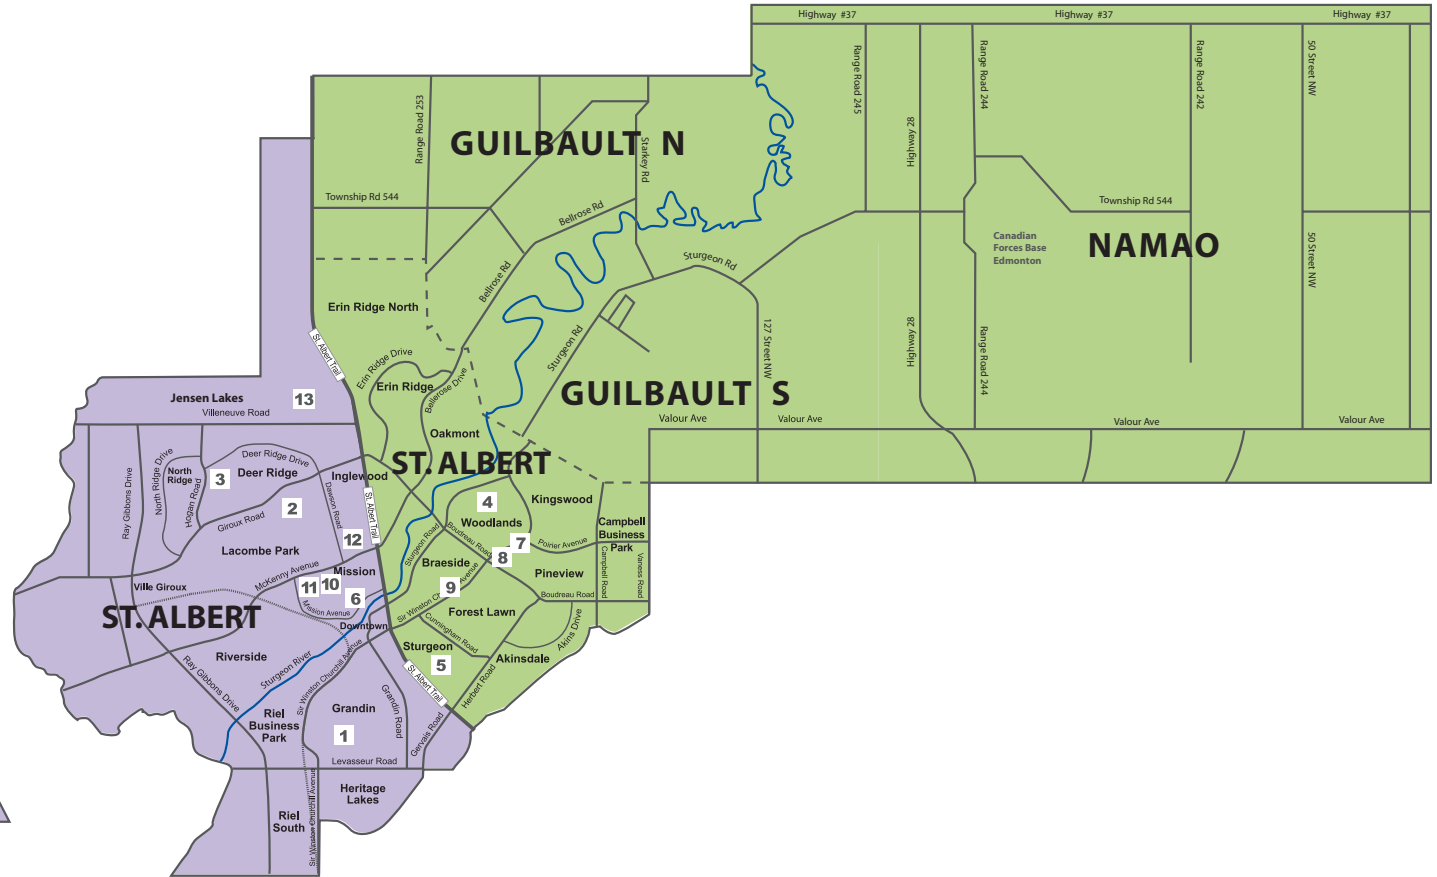 Highway #37
Highway #37
Highway #37
Range Road 253
Range Road 245
Range Road 244
Range Road 242
50 Street NW
Highway 28
GUILBAULT N
Starkey Rd
Township Rd 544
Bellrose Rd
Township Rd 544
Canadian
Forces Base
Edmonton
NAMAO
50 Street NW
Sturgeon Rd
Bellrose Rd
Erin Ridge North
St. Albert Trail
Sturgeon Rd
127 Street NW
Highway 28
Range Road 244
Erin Ridge Drive
Erin Ridge
Bellerose Drive
GUILBAULT S
Jensen Lakes
13
Villeneuve Road
Valour Ave
Valour Ave
Valour Ave
Valour Ave
Oakmont
ST. ALBERT
Deer Ridge Drive
North Ridge Drive
North
Ridge
3
Deer Ridge
Inglewood
Ray Gibbons Drive
Hogan Road
Dawson Road
St. Albert Trail
2
Giroux Road
4
Kingswood
Woodlands
Campbell
Business
Park
12
Sturgeon Road
Boudreau Road
7
Poirier Avenue
Lacombe Park
8
Braeside
Campbell Road
Vaness Road
McKenny Avenue
Mission
Pineview
Ville Giroux
11
10
9
6
Boudreau Road
Mission Avenue
Sir Winston Churchill Avenue
Forest Lawn
ST. ALBERT
Downtown
Cunningham Road
Akins Drive
Sturgeon
5
Akinsdale
Riverside
Sturgeon River
Sir Winston Churchill Avenue
St. Albert Trail
Herbert Road
Ray Gibbons Drive
Grandin Road
Grandin
1
Riel
Business
Park
Gervais Road
Levasseur Road
Heritage
Lakes
Riel
South
Sir Winston Churchill Avenue